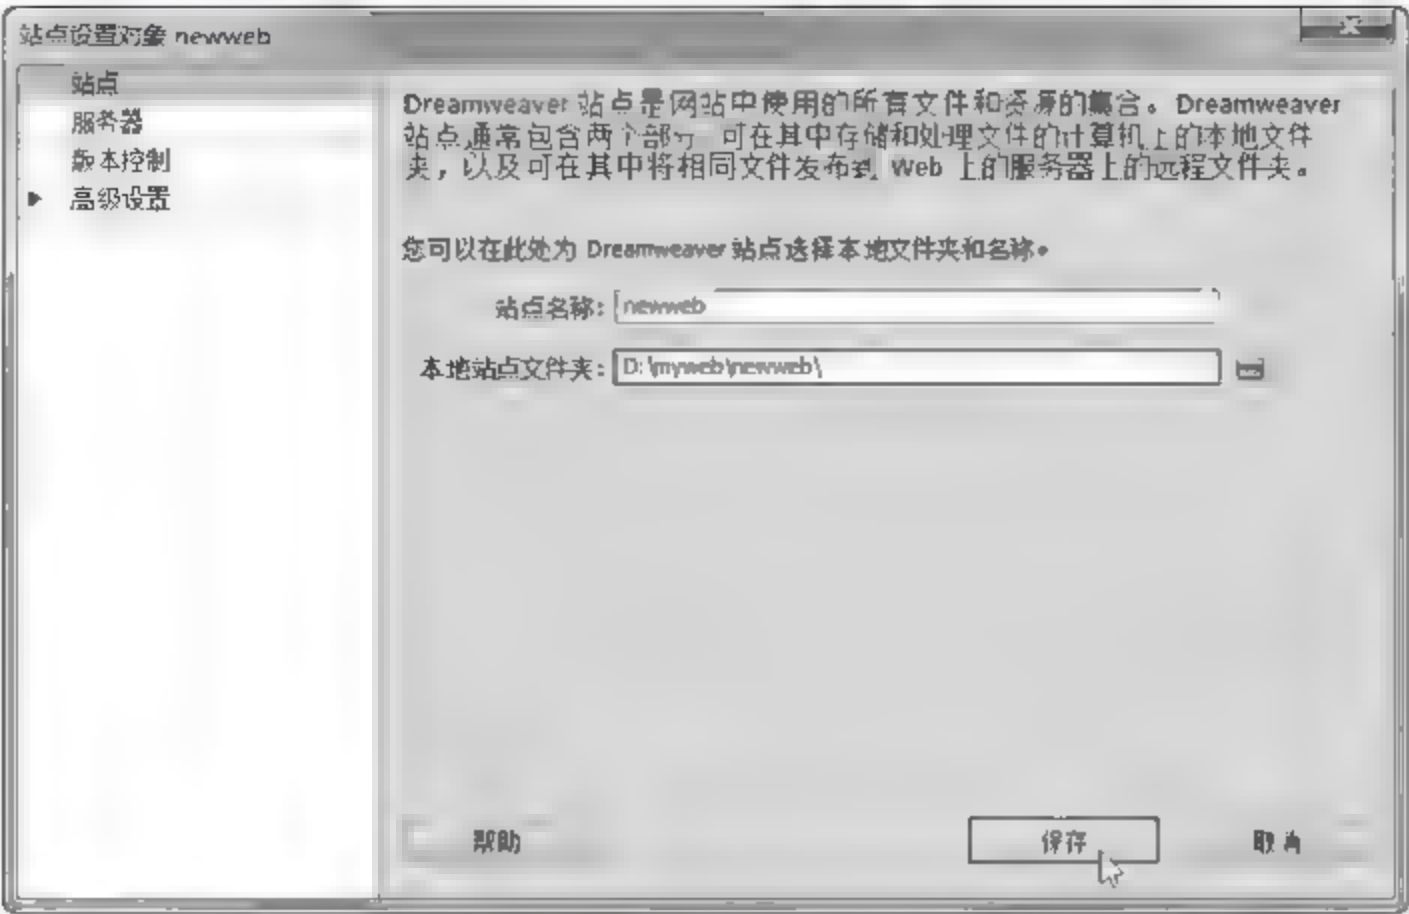 站点设置对象 newweb
站点
服务器
版本控制
高级设置
Dreamweaver 站点是网站中使用的所有文件和资源的集合。Dreamweaver
站点通常包含两个部分 可在其中存储和处理文件的计算机上的本地文件
夹，以及可在其中将相同文件发布到 Web 上的服务器上的远程文件夹。
您可以在此处为 Dreamweaver 站点选择本地文件夹和名称。
站点名称: newweb
本地站点文件夹: D:\myweb\newweb\
帮助
保存
取消